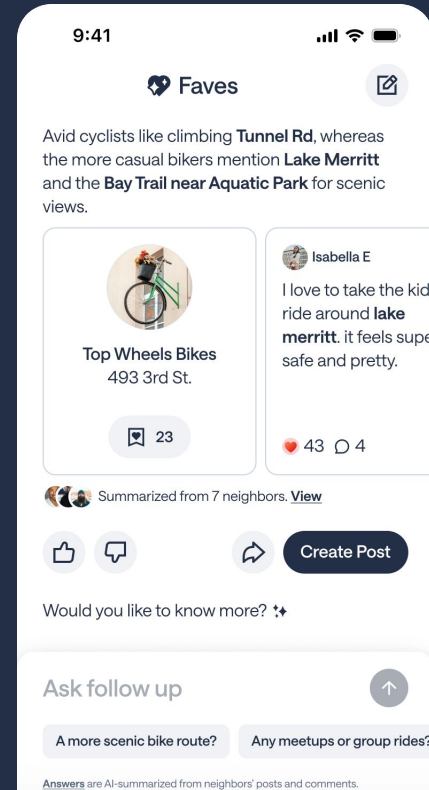 9:41
Faves
Avid cyclists like climbing Tunnel Rd, whereas
the more casual bikers mention Lake Merritt
and the Bay Trail near Aquatic Park for scenic
views.
Top Wheels Bikes
493 3rd St.
23
Isabella E
I love to take the kid
ride around lake
merritt. it feels supe
safe and pretty.
43 4
Summarized from 7 neighbors. View
Create Post
Would you like to know more?
Ask follow up
A more scenic bike route? Any meetups or group rides?
Answers are AI-summarized from neighbors' posts and comments.